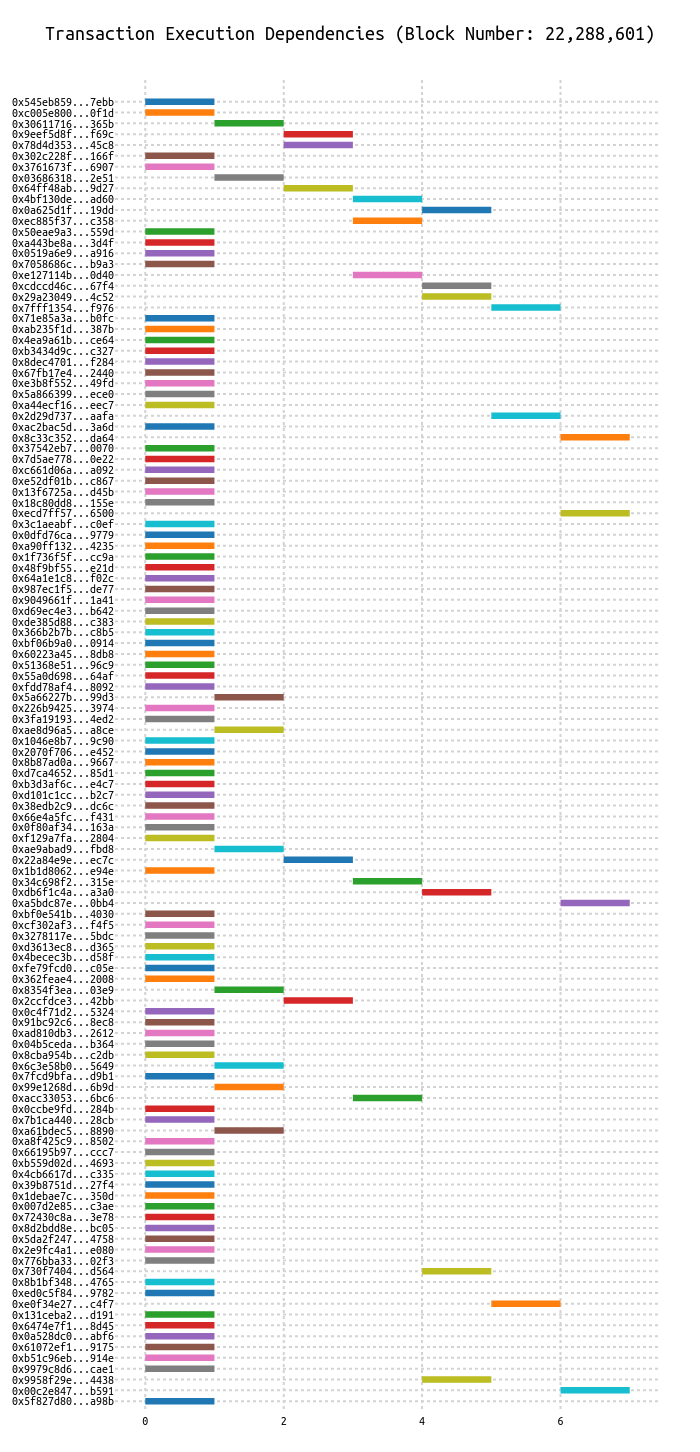 Transaction Execution Dependencies (Block Number: 22,288,601)
0x545eb859...7ebb
0xc005e800...0f1d
0x30611716...365b
0x9eef5d8f...f69c
0x78d4d353...45c8
0x302c228f...166f
0x3761673f...6907
0x03686318...2e51
0x64ff48ab...9d27
0x4bf130de...ad60
0x0a625d1f...19dd
0xec885f37...c358
0x50eae9a3...559d
0xa443be8a...3d4f
0x0519a6e9...a916
0x7058686c...b9a3
0xe127114b...0d40
0xcdccd46c...67f4
0x29a23049...4c52
0x7fff1354...f976
0x71e85a3a...b0fc
0xab235f1d...387b
0x4ea9a61b...ce64
0xb3434d9c...c327
0x8dec4701...f284
0x67fb17e4...2440
0xe3b8f552...49fd
0x5a866399...ece0
0xa44ecf16...eec7
0x2d29d737...aafa
0xac2bac5d...3a6d
0x8c33c352...da64
0x37542eb7...0070
0x7d5ae778...0e22
0xc661d06a...a092
0xe52df01b...c867
0x13f6725a...d45b
0x18c80dd8...155e
0xecd7ff57...6500
0x3c1aeabf...c0ef
0x0dfd76ca...9779
0xa90ff132...4235
0x1f736f5f...cc9a
0x48f9bf55...e21d
0x64a1e1c8...f02c
0x987ec1f5...de77
0x9049661f...1a41
0xd69ec4e3...b642
0xde385d88...c383
0x366b2b7b...c8b5
0xbf06b9a0...0914
0x60223a45...8db8
0x51368e51...96c9
0x55a0d698...64af
0xfdd78af4...8092
0x5a66227b...99d3
0x226b9425...3974
0x3fa19193...4ed2
0xae8d96a5...a8ce
0x1046e8b7...9c90
0x2070f706...e452
0x8b87ad0a...9667
0xd7ca4652...85d1
0xb3d3af6c...e4c7
0xd101c1cc...b2c7
0x38edb2c9...dc6c
0x66e4a5fc...f431
0x0f80af34...163a
0xf129a7fa...2804
0xae9abad9...fbd8
0x22a84e9e...ec7c
0x1b1d8062...e94e
0x34c698f2...315e
0xdb6f1c4a...a3a0
0xa5bdc87e...0bb4
0xbf0e541b...4030
0xcf302af3...f4f5
0x3278117e...5bdc
0xd3613ec8...d365
0x4becec3b...d58f
0xfe79fcd0...c05e
0x362feae4...2008
0x8354f3ea...03e9
0x2ccfdce3...42bb
0x0c4f71d2...5324
0x91bc92c6...8ec8
0xad810db3...2612
0x04b5ceda...b364
0x8cba954b...c2db
0x6c3e58b0...5649
0x7fcd9bfa...d9b1
0x99e1268d...6b9d
0xacc33053...6bc6
0x0ccbe9fd...284b
0x7b1ca440...28cb
0xa61bdec5...8890
0xa8f425c9...8502
0x66195b97...ccc7
0xb559d02d...4693
0x4cb6617d...c335
0x39b8751d...27f4
0x1debae7c...350d
0x007d2e85...c3ae
0x72430c8a...3e78
0x8d2bdd8e...bc05
0x5da2f247...4758
0x2e9fc4a1...e080
0x776bba33...02f3
0x730f7404...d564
0x8b1bf348...4765
0xed0c5f84...9782
0xe0f34e27...c4f7
0x131ceba2...d191
0x6474e7f1...8d45
0x0a528dc0...abf6
0x61072ef1...9175
0xb51c96eb...914e
0x9979c8d6...cae1
0x9958f29e...4438
0x00c2e847...b591
0x5f827d80...a98b
0 2 4 6